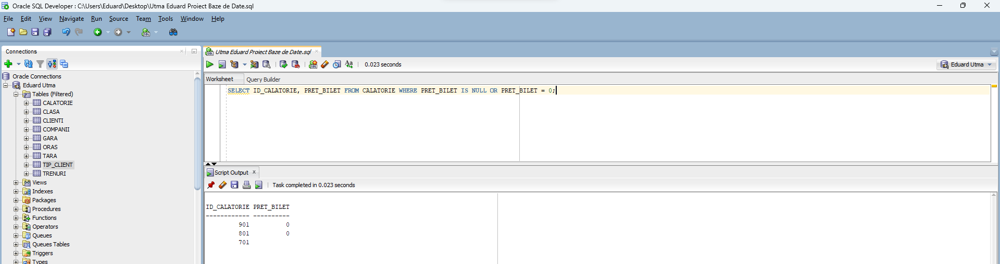 Oracle SQL Developer : C:\Users\Eduard\Desktop\Utma Eduard Proiect Baze de Date.sql
File Edit View Navigate Run Source Team Tools Window Help
Connections
Oracle Connections
Eduard Utma
Tables (Filtered)
CALATORIE
CLASA
CLIENTI
COMPANII
GARA
ORAS
TARA
TIP_CLIENT
TRENURI
Views
Indexes
Packages
Procedures
Functions
Operators
Queues
Queues Tables
Triggers
Types
Utma Eduard Proiect Baze de Date.sql
0.023 seconds
Eduard Utma
Worksheet Query Builder
SELECT ID_CALATORIE, PRET_BILET FROM CALATORIE WHERE PRET_BILET IS NULL OR PRET_BILET = 0;
Script Output
Task completed in 0.023 seconds
ID_CALATORIE PRET_BILET
------------ ----------
901 0
801 0
701